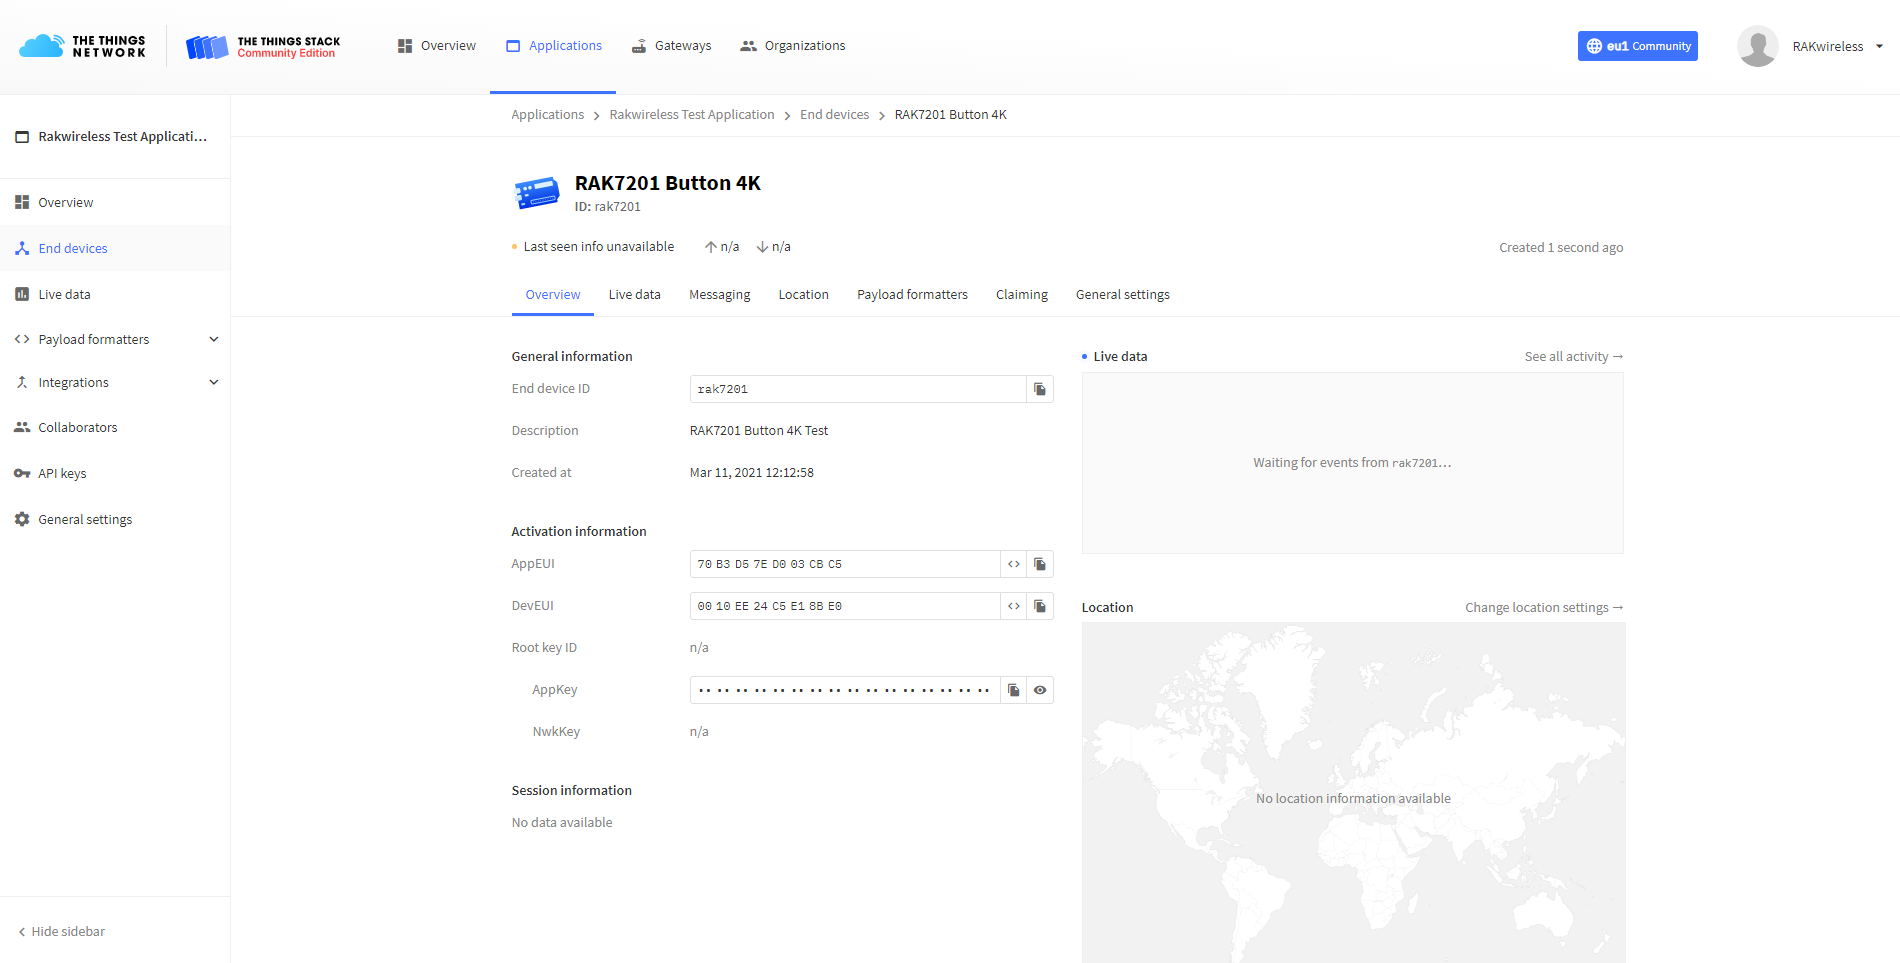 THE THINGS NETWORK
THE THINGS STACK
Community Edition
Overview
Applications
Gateways
Organizations
eu1 Community
RAKwireless
Rakwireless Test Applicati...
Overview
End devices
Live data
Payload formatters
Integrations
Collaborators
API keys
General settings
Hide sidebar
Applications > Rakwireless Test Application > End devices > RAK7201 Button 4K
RAK7201 Button 4K
ID: rak7201
Last seen info unavailable ↑ n/a ↓ n/a
Created 1 second ago
Overview Live data Messaging Location Payload formatters Claiming General settings
General information
End device ID rak7201
Description RAK7201 Button 4K Test
Created at Mar 11, 2021 12:12:58
Activation information
AppEUI 70 B3 D5 7E D0 03 CB C5
DevEUI 00 10 EE 24 C5 E1 8B E0
Root key ID n/a
AppKey •• •• •• •• •• •• •• •• •• •• •• •• •• •• •• ••
NwkKey n/a
Session information
No data available
Live data
See all activity →
Waiting for events from rak7201...
Location
Change location settings →
No location information available